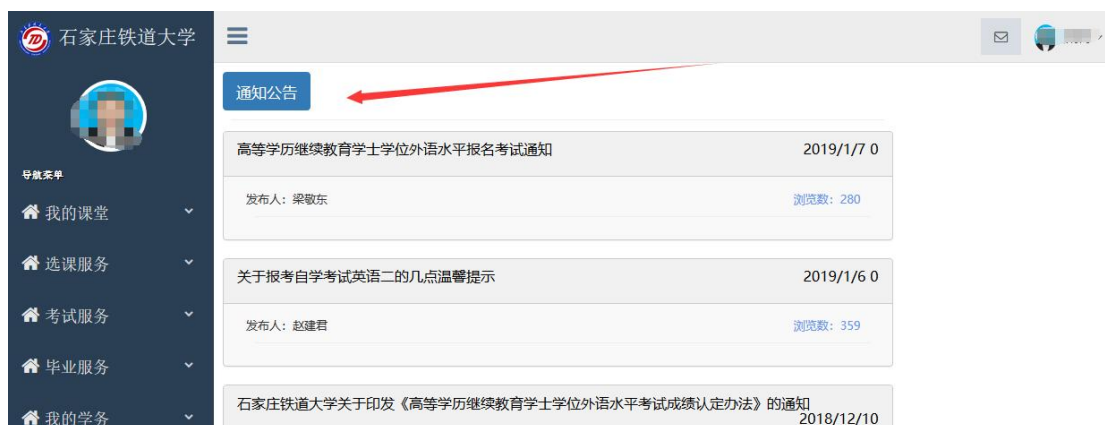 石家庄铁道大学
通知公告
高等学历继续教育学士学位外语水平报名考试通知 2019/1/7 0
导航菜单
发布人：梁敬东 浏览数：280
我的课堂
选课服务
关于报考自学考试英语二的几点温馨提示 2019/1/6 0
考试服务
发布人：赵建君 浏览数：359
毕业服务
石家庄铁道大学关于印发《高等学历继续教育学士学位外语水平考试成绩认定办法》的通知
2018/12/10
我的学务